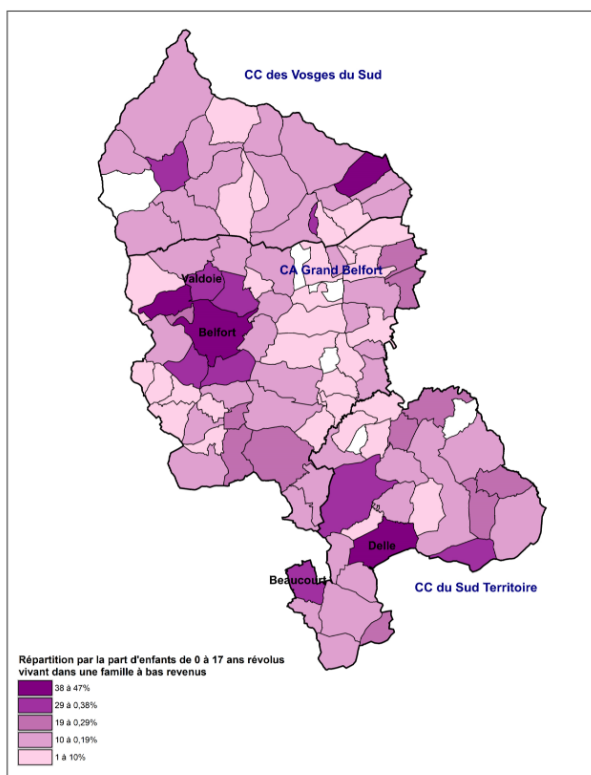 CC des Vosges du Sud
CA Grand Belfort
Valdoie
Belfort
Delle
Beaucourt
CC du Sud Territoire
Répartition par la part d'enfants de 0 à 17 ans révolus
vivant dans une famille à bas revenus
38 à 47%
29 à 0,38%
19 à 0,29%
10 à 0,19%
1 à 10%